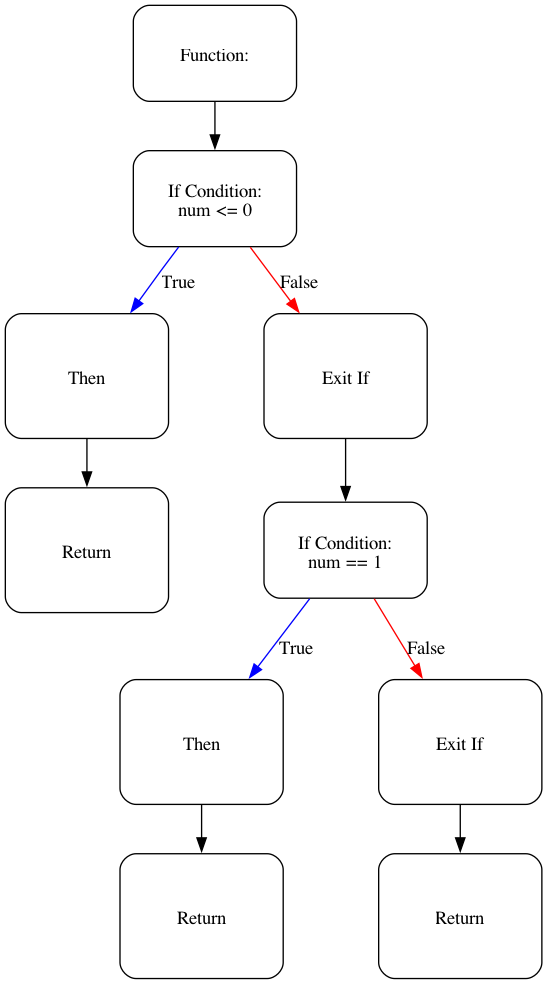 Function:
If Condition:
num <= 0
True
False
Then
Exit If
Return
If Condition:
num == 1
True
False
Then
Exit If
Return
Return